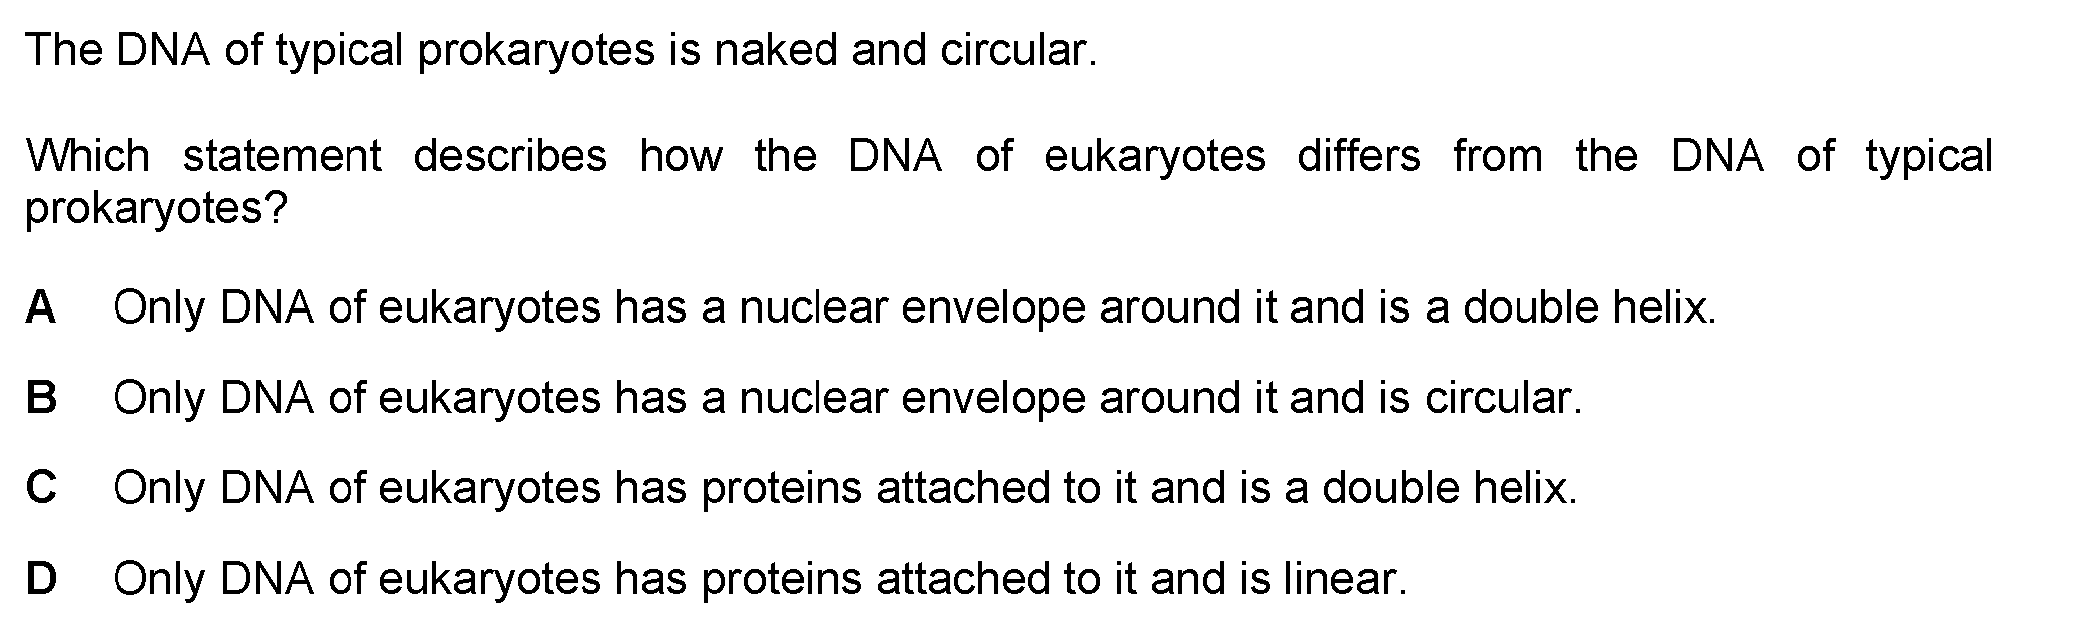 The DNA of typical prokaryotes is naked and circular.
Which statement describes how the DNA of eukaryotes differs from the DNA of typical
prokaryotes?
A Only DNA of eukaryotes has a nuclear envelope around it and is a double helix.
B Only DNA of eukaryotes has a nuclear envelope around it and is circular.
C Only DNA of eukaryotes has proteins attached to it and is a double helix.
D Only DNA of eukaryotes has proteins attached to it and is linear.